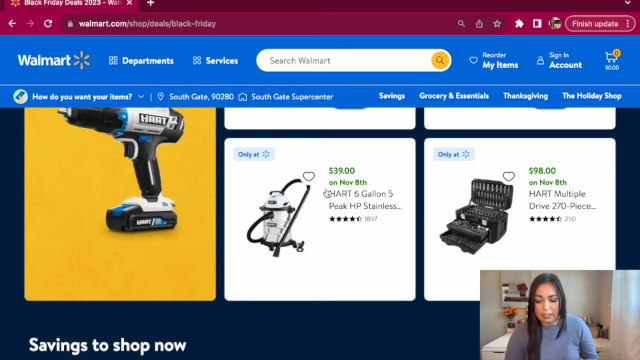 Black Friday Deals 2023 - Wal
walmart.com/shop/deals/black-friday
Finish update
Walmart
Departments
Services
Search Walmart
Reorder
My Items
Sign In
Account
0
$0.00
How do you want your items?
South Gate, 90280
South Gate Supercenter
Savings
Grocery & Essentials
Thanksgiving
The Holiday Shop
HART
Only at
$39.00
on Nov 8th
HART 6 Gallon 5
Peak HP Stainless...
1837
Only at
$98.00
on Nov 8th
HART Multiple
Drive 270-Piece...
250
Savings to shop now